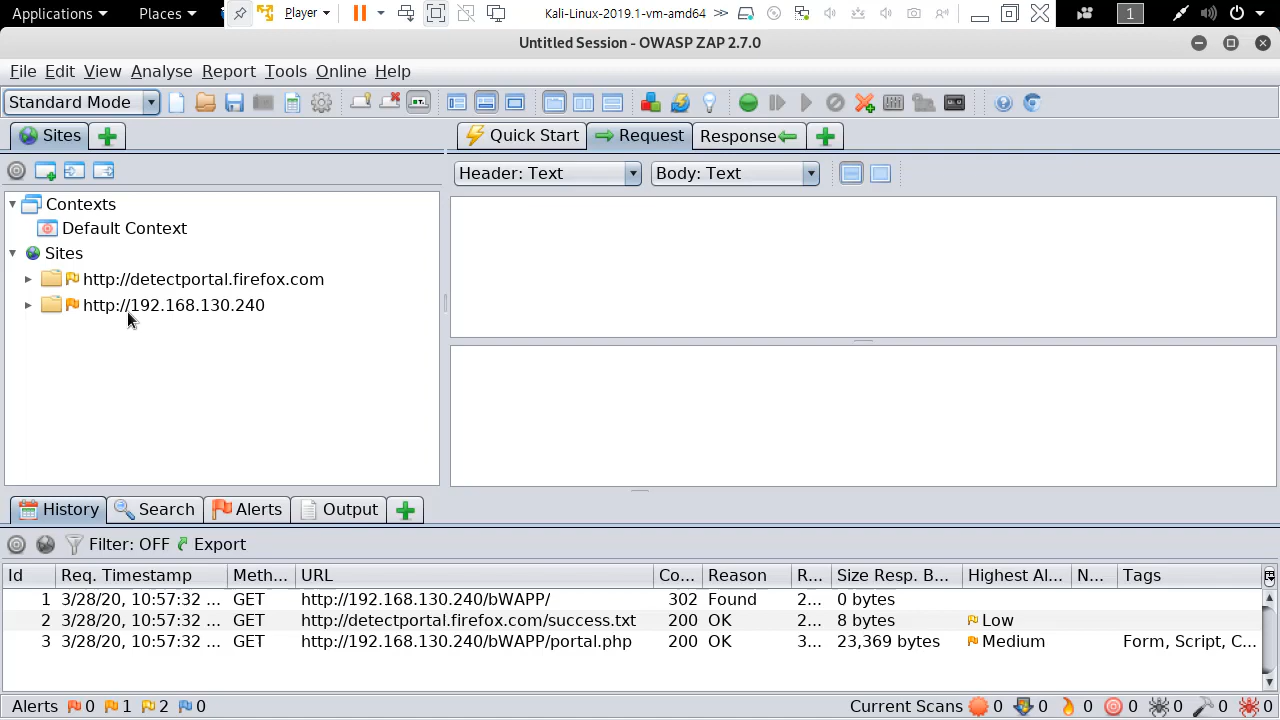 Applications Places Player Kali-Linux-2019.1-vm-amd64 >> 1
Untitled Session - OWASP ZAP 2.7.0
File Edit View Analyse Report Tools Online Help
Standard Mode
Sites Quick Start Request Response
Header: Text Body: Text
Contexts
Default Context
Sites
http://detectportal.firefox.com
http://192.168.130.240
History Search Alerts Output
Filter: OFF Export
Id Req. Timestamp Meth... URL Co... Reason R... Size Resp. B... Highest Al... N... Tags
1 3/28/20, 10:57:32 ... GET http://192.168.130.240/bWAPP/ 302 Found 2... 0 bytes
2 3/28/20, 10:57:32 ... GET http://detectportal.firefox.com/success.txt 200 OK 2... 8 bytes Low
3 3/28/20, 10:57:32 ... GET http://192.168.130.240/bWAPP/portal.php 200 OK 3... 23,369 bytes Medium Form, Script, C...
Alerts 0 1 2 0 Current Scans 0 0 0 0 0 0 0